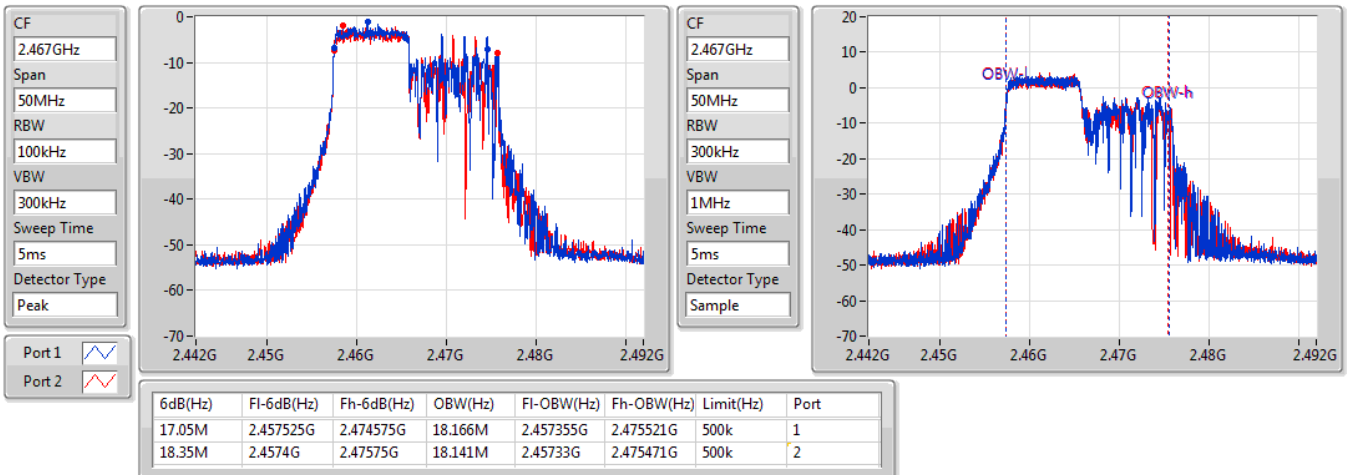 CF
2.467GHz
Span
50MHz
RBW
100kHz
VBW
300kHz
Sweep Time
5ms
Detector Type
Peak
Port 1
Port 2
0
-10
-20
-30
-40
-50
-60
-70
2.442G 2.45G 2.46G 2.47G 2.48G 2.492G
CF
2.467GHz
Span
50MHz
RBW
300kHz
VBW
1MHz
Sweep Time
5ms
Detector Type
Sample
20
10
0
-10
-20
-30
-40
-50
-60
-70
OBW-l
OBW-h
2.442G 2.45G 2.46G 2.47G 2.48G 2.492G
6dB(Hz) Fl-6dB(Hz) Fh-6dB(Hz) OBW(Hz) Fl-OBW(Hz) Fh-OBW(Hz) Limit(Hz) Port
17.05M 2.457525G 2.474575G 18.166M 2.457355G 2.475521G 500k 1
18.35M 2.4574G 2.47575G 18.141M 2.45733G 2.475471G 500k 2